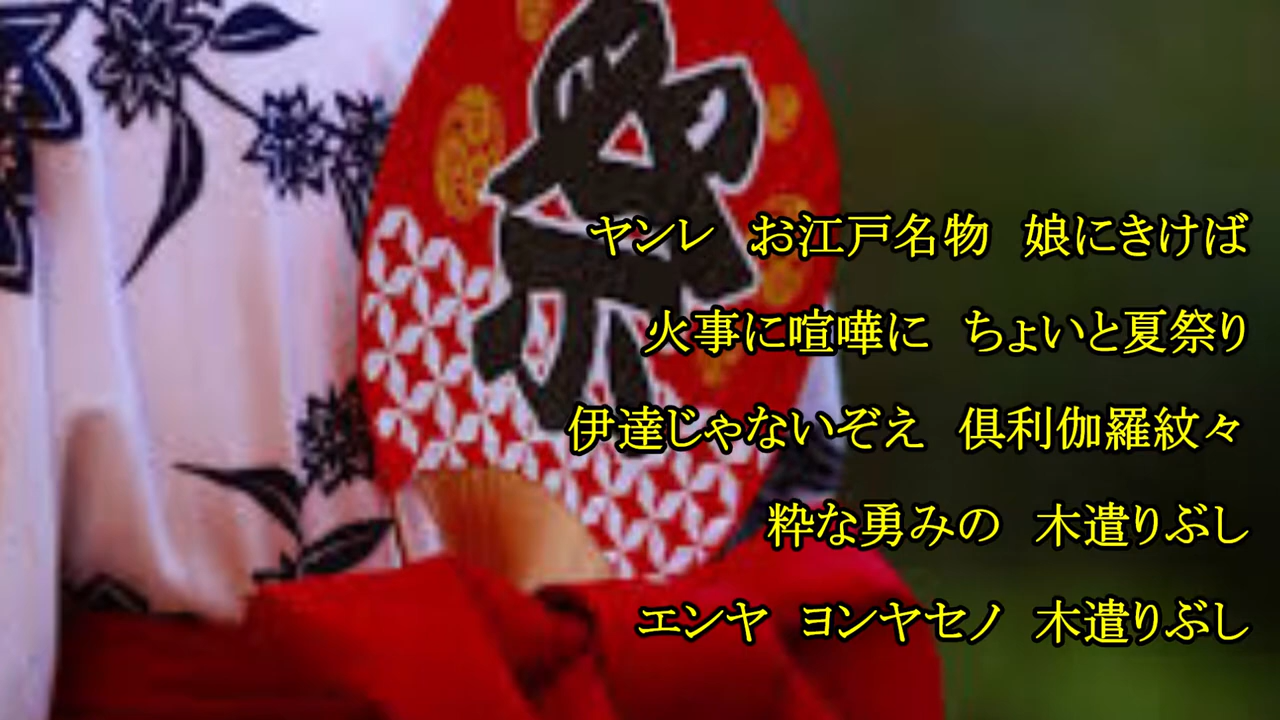 祭
ヤンレ　お江戸名物　娘にきけば
火事に喧嘩に　ちょいと夏祭り
伊達じゃないぞえ　倶利伽羅紋々
粋な勇みの　木遣りぶし
エンヤ　ヨンヤセノ　木遣りぶし